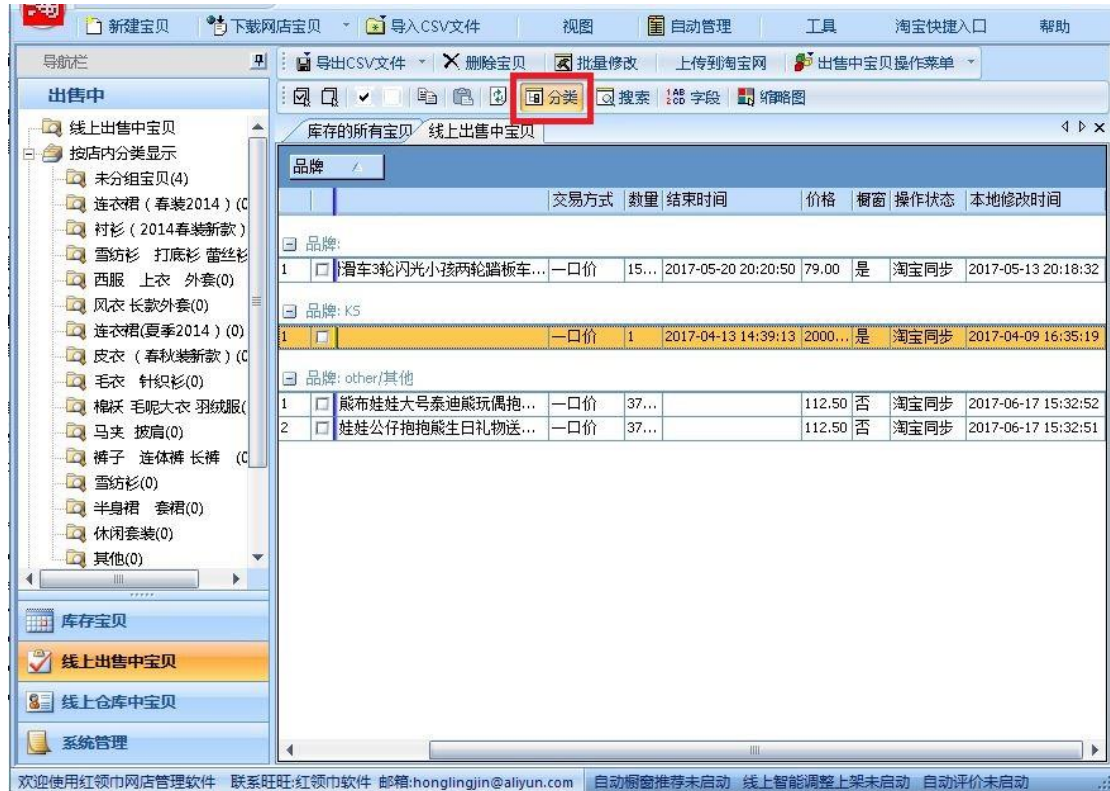 淘
新建宝贝 下载网店宝贝 导入CSV文件 视图 自动管理 工具 淘宝快捷入口 帮助
导航栏
导出CSV文件 删除宝贝 批量修改 上传到淘宝网 出售中宝贝操作菜单
出售中
分类 搜索 字段 缩略图
线上出售中宝贝
按店内分类显示
未分组宝贝(4)
连衣裙（春装2014）(0
衬衫（2014春装新款）
雪纺衫 打底衫 蕾丝衫
西服 上衣 外套(0)
风衣 长款外套(0)
连衣裙(夏季2014）(0)
皮衣 （春秋装新款）(0
毛衣 针织衫(0)
棉袄 毛呢大衣 羽绒服(
马夹 披肩(0)
裤子 连体裤 长裤 (0
雪纺衫(0)
半身裙 套裙(0)
休闲套装(0)
其他(0)
库存宝贝
线上出售中宝贝
线上仓库中宝贝
系统管理
库存的所有宝贝 线上出售中宝贝
品牌
交易方式 数量 结束时间 价格 橱窗 操作状态 本地修改时间
品牌:
1 滑车3轮闪光小孩两轮踏板车... 一口价 15... 2017-05-20 20:20:50 79.00 是 淘宝同步 2017-05-13 20:18:32
品牌: KS
1 一口价 1 2017-04-13 14:39:13 2000... 是 淘宝同步 2017-04-09 16:35:19
品牌: other/其他
1 熊布娃娃大号泰迪熊玩偶抱... 一口价 37... 112.50 否 淘宝同步 2017-06-17 15:32:52
2 娃娃公仔抱抱熊生日礼物送... 一口价 37... 112.50 否 淘宝同步 2017-06-17 15:32:51
欢迎使用红领巾网店管理软件 联系旺旺:红领巾软件 邮箱:honglingjin@aliyun.com 自动橱窗推荐未启动 线上智能调整上架未启动 自动评价未启动